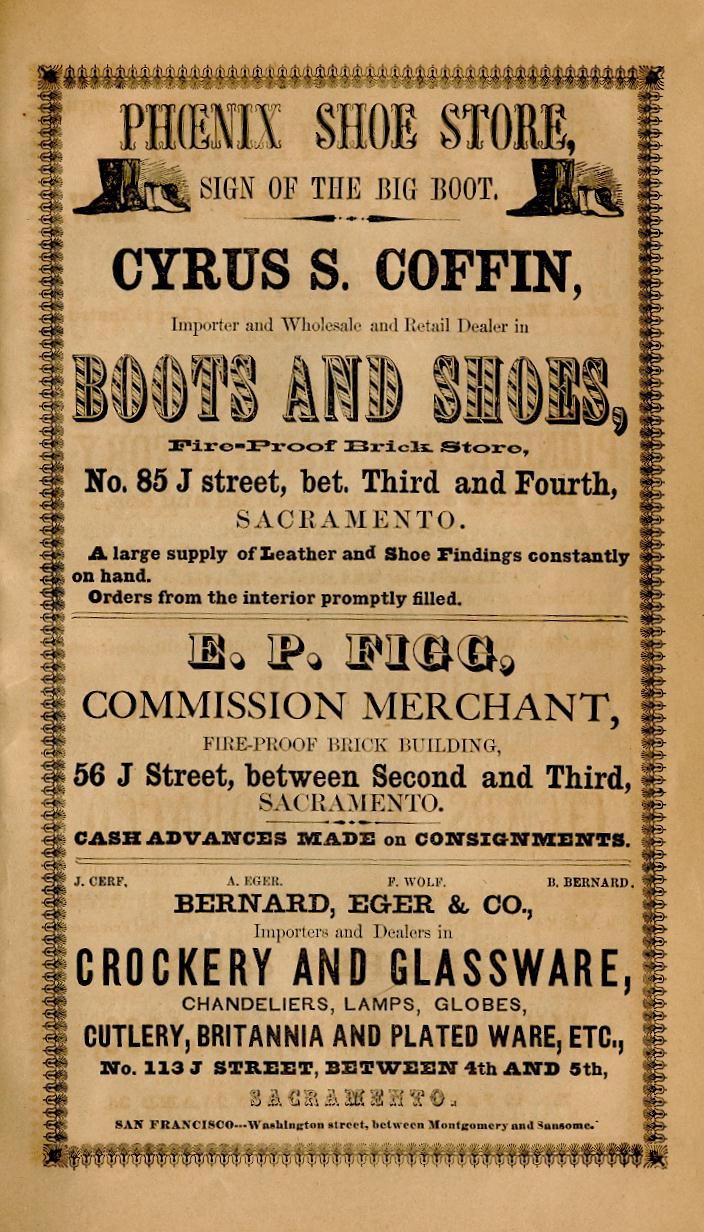 PHŒNIX SHOE STORE,
SIGN OF THE BIG BOOT.
CYRUS S. COFFIN,
Importer and Wholesale and Retail Dealer in
BOOTS AND SHOES,
Fire-Proof Brick Store,
No. 85 J street, bet. Third and Fourth,
SACRAMENTO.
A large supply of Leather and Shoe Findings constantly
on hand.
Orders from the interior promptly filled.
E. P. FIGG,
COMMISSION MERCHANT,
FIRE-PROOF BRICK BUILDING,
56 J Street, between Second and Third,
SACRAMENTO.
CASH ADVANCES MADE on CONSIGNMENTS.
J. CERF, A. EGER. F. WOLF. B. BERNARD.
BERNARD, EGER & CO.,
Importers and Dealers in
CROCKERY AND GLASSWARE,
CHANDELIERS, LAMPS, GLOBES,
CUTLERY, BRITANNIA AND PLATED WARE, ETC.,
No. 113 J STREET, BETWEEN 4th AND 5th,
SACRAMENTO.
SAN FRANCISCO---Washington street, between Montgomery and Sansome.